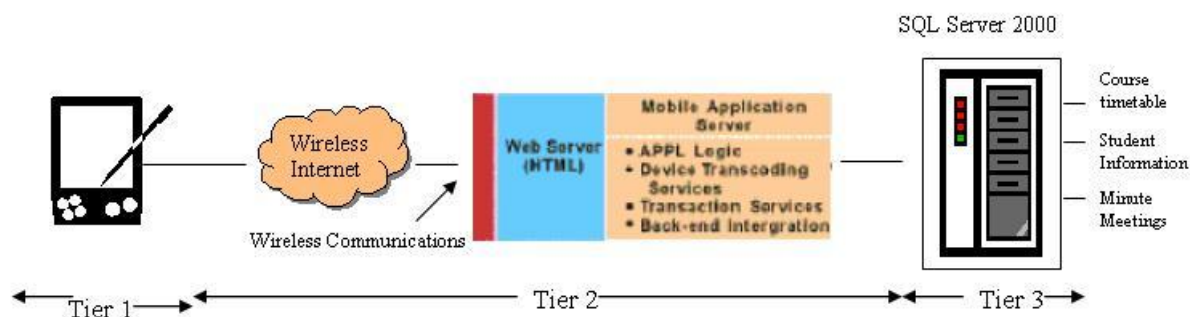 SQL Server 2000
Course
timetable
Student
Information
Minute
Meetings
Wireless
Internet
Wireless Communications
Web Server
(HTML)
Mobile Application
Server
• APPL Logic
• Device Transcoding
Services
• Transaction Services
• Back-end Intergration
Tier 1
Tier 2
Tier 3